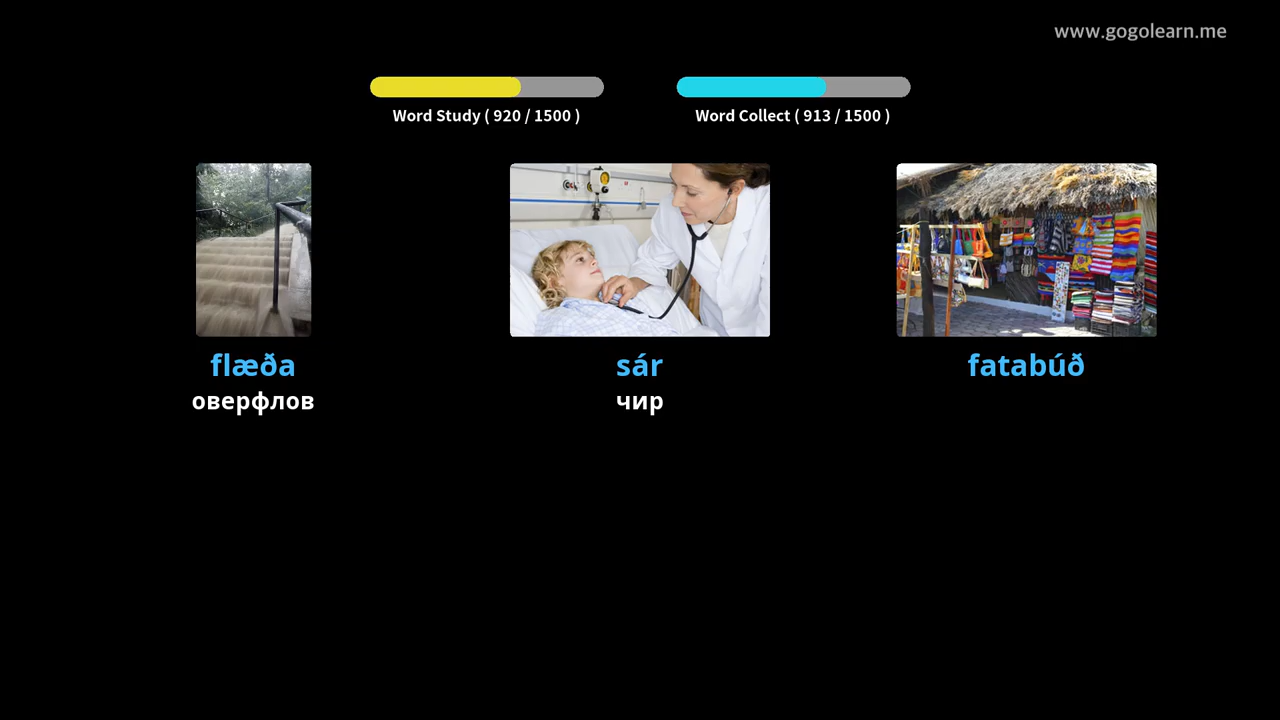 www.gogolearn.me
Word Study ( 920 / 1500 )
Word Collect ( 913 / 1500 )
flæða
оверфлов
sár
чир
fatabúð